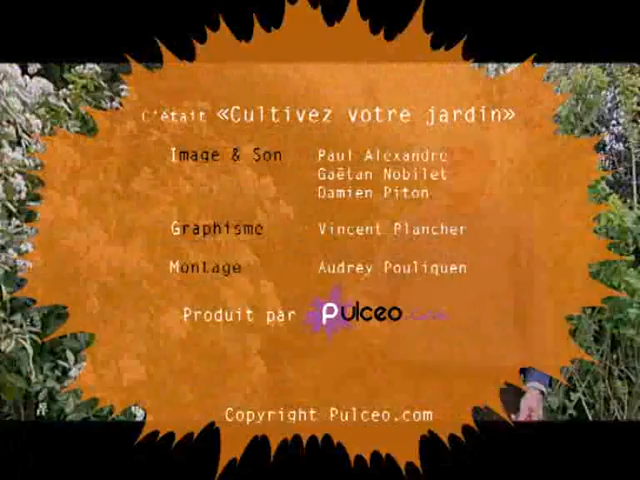 C'était «Cultivez votre jardin»
Image & Son Paul Alexandre
Gaëtan Nobilet
Damien Piton
Graphisme Vincent Plancher
Montage Audrey Pouliquen
Produit par Pulceo.com
Copyright Pulceo.com